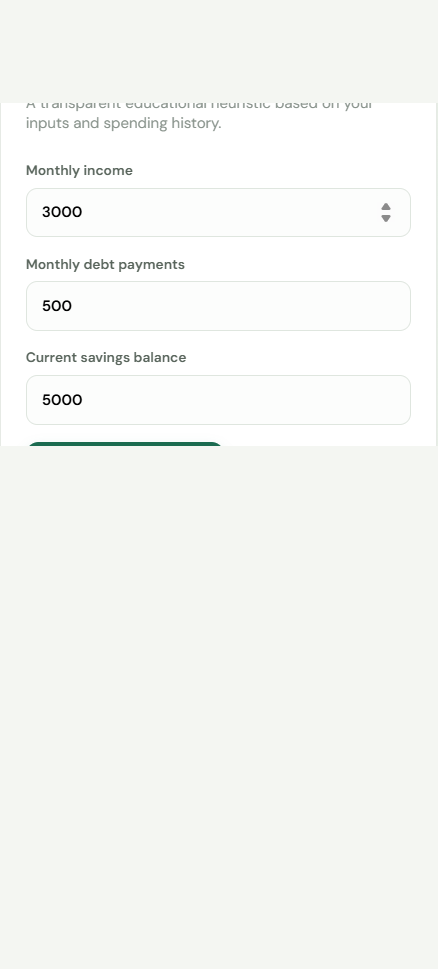 A transparent educational heuristic based on your
inputs and spending history.
Monthly income
3000
Monthly debt payments
500
Current savings balance
5000